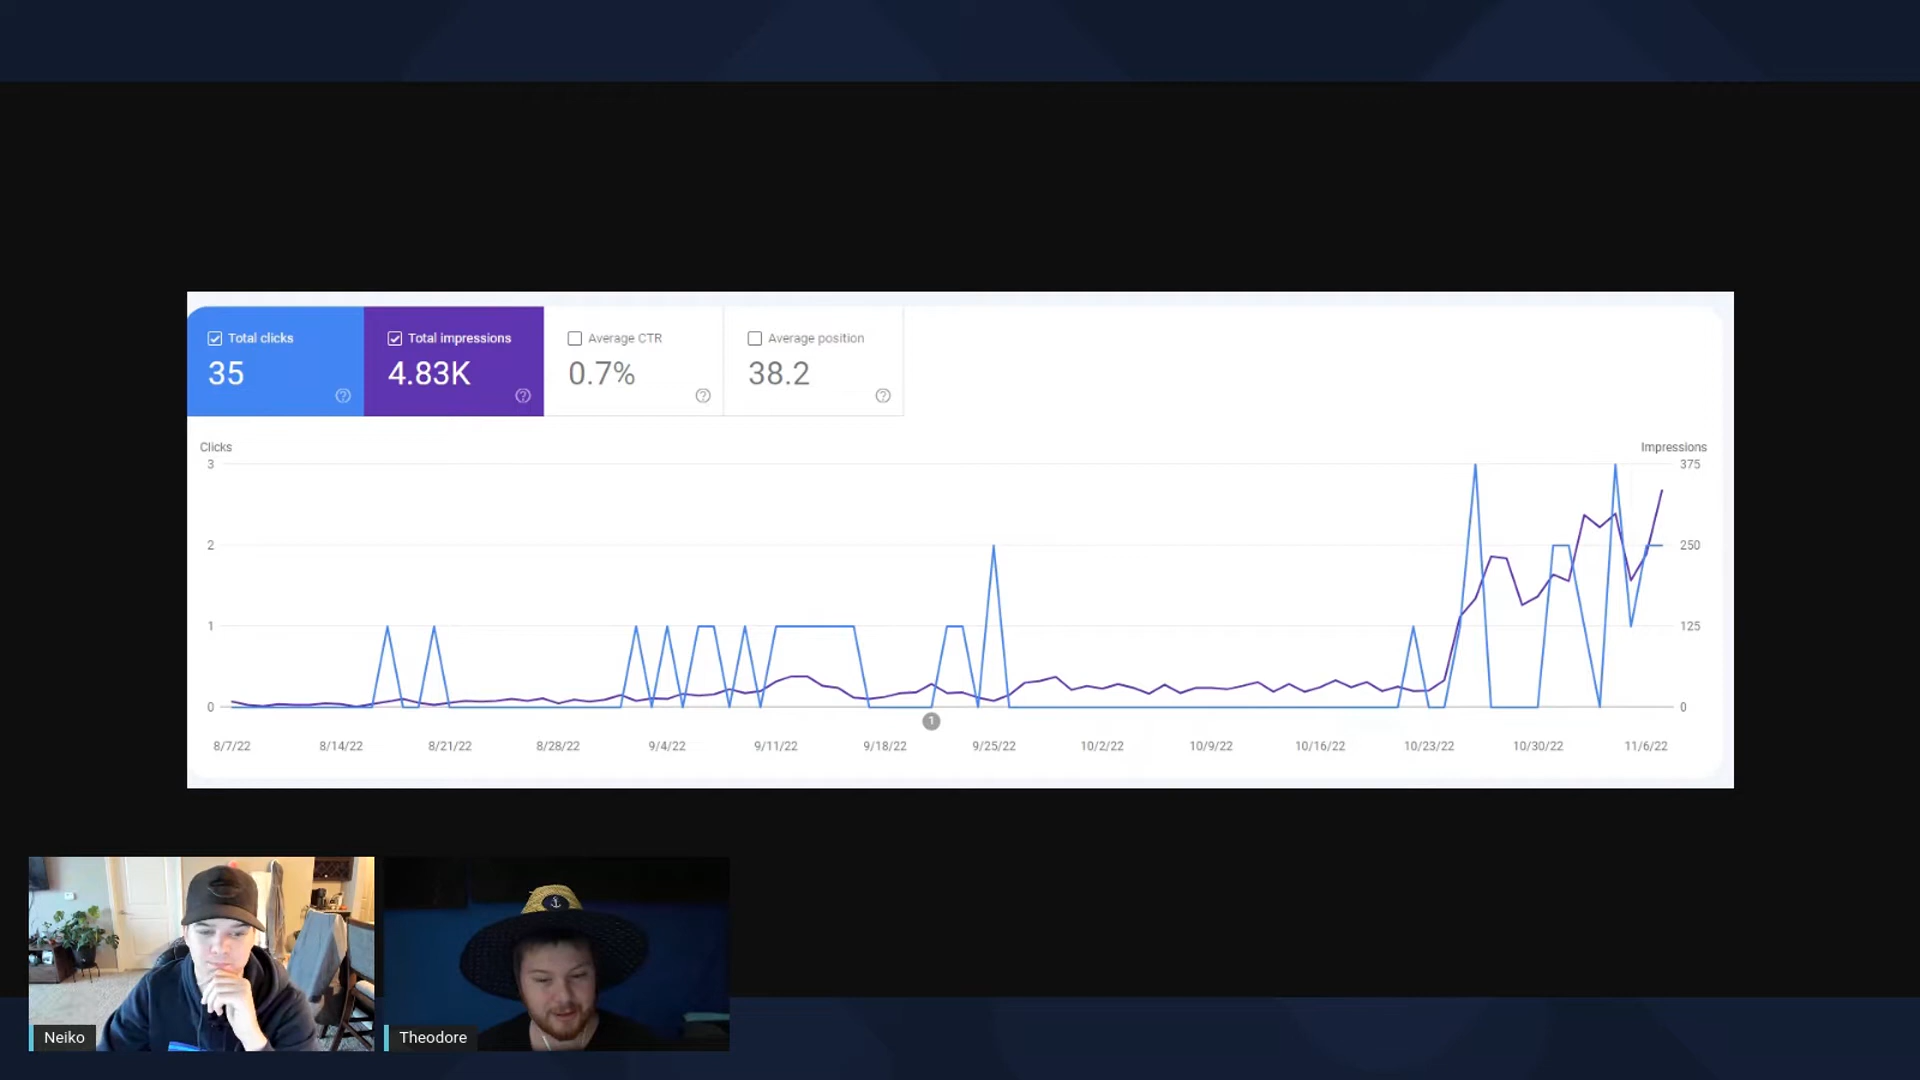 Total clicks
35
Total impressions
4.83K
Average CTR
0.7%
Average position
38.2
Clicks
Impressions
3
375
2
250
1
125
0
0
1
8/7/22 8/14/22 8/21/22 8/28/22 9/4/22 9/11/22 9/18/22 9/25/22 10/2/22 10/9/22 10/16/22 10/23/22 10/30/22 11/6/22
Neiko
Theodore